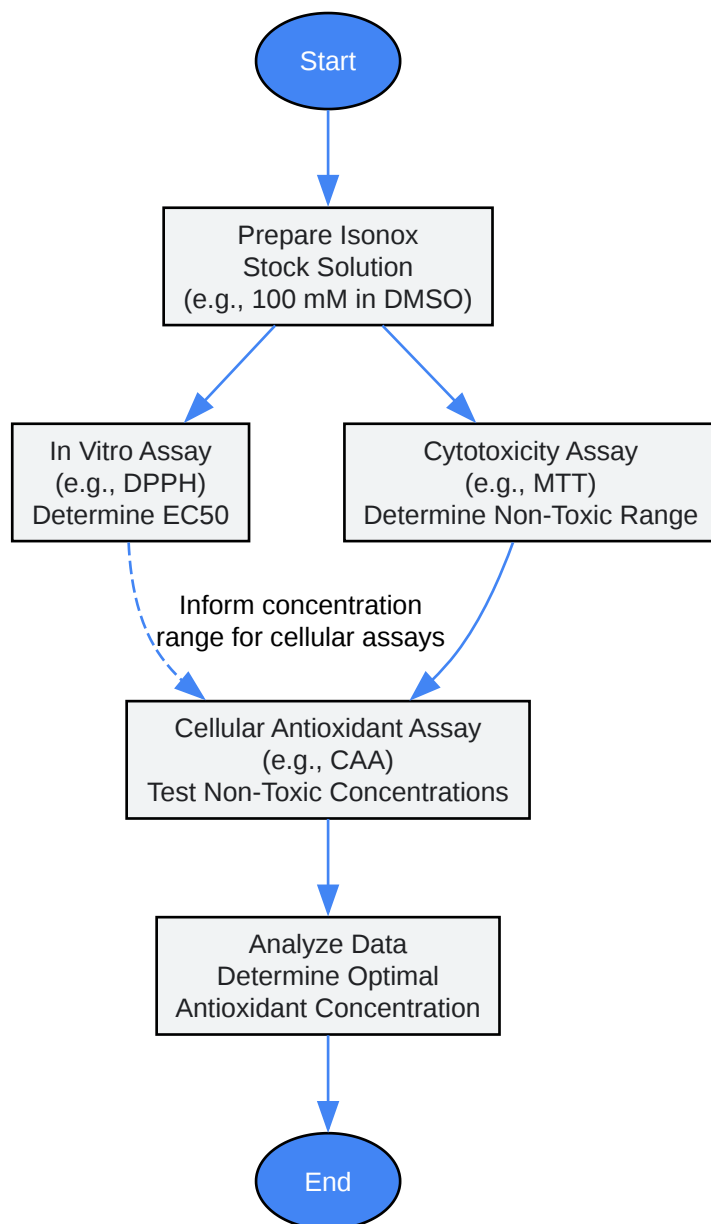 Start
Prepare Isonox
Stock Solution
(e.g., 100 mM in DMSO)
In Vitro Assay
(e.g., DPPH)
Determine EC50
Cytotoxicity Assay
(e.g., MTT)
Determine Non-Toxic Range
Inform concentration
range for cellular assays
Cellular Antioxidant Assay
(e.g., CAA)
Test Non-Toxic Concentrations
Analyze Data
Determine Optimal
Antioxidant Concentration
End